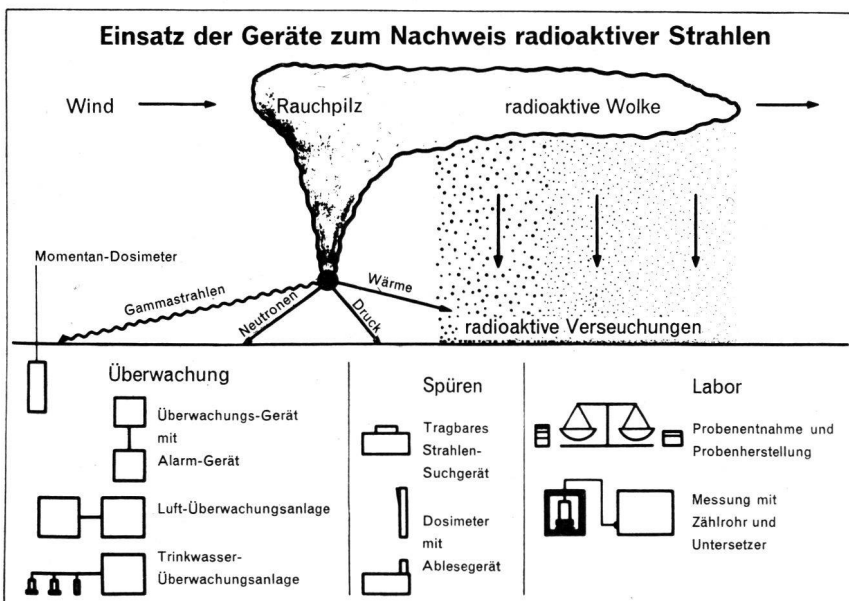 Einsatz der Geräte zum Nachweis radioaktiver Strahlen
Wind
Rauchpilz
radioaktive Wolke
Momentan-Dosimeter
Gammastrahlen
Neutronen
Druck
Wärme
radioaktive Verseuchungen
Überwachung
Überwachungs-Gerät
mit
Alarm-Gerät
Luft-Überwachungsanlage
Trinkwasser-
Überwachungsanlage
Spüren
Tragbares
Strahlen-
Suchgerät
Dosimeter
mit
Ablesegerät
Labor
Probenentnahme und
Probenherstellung
Messung mit
Zählrohr und
Untersetzer